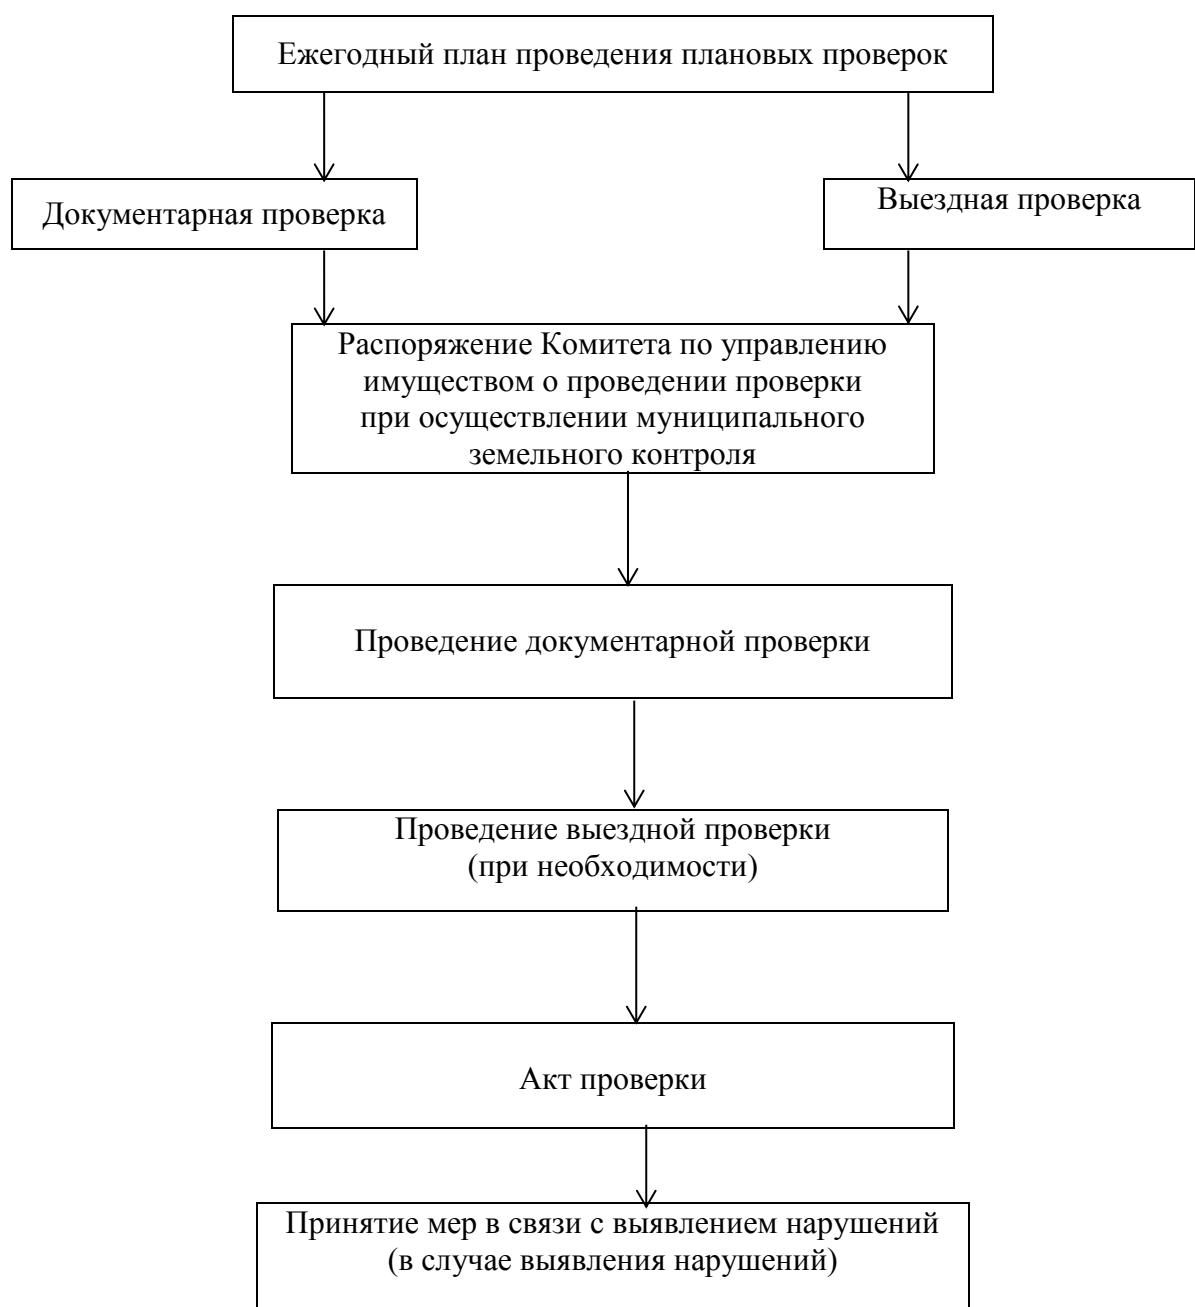 Ежегодный план проведения плановых проверок
Документарная проверка
Выездная проверка
Распоряжение Комитета по управлению
имуществом о проведении проверки
при осуществлении муниципального
земельного контроля
Проведение документарной проверки
Проведение выездной проверки
(при необходимости)
Акт проверки
Принятие мер в связи с выявлением нарушений
(в случае выявления нарушений)